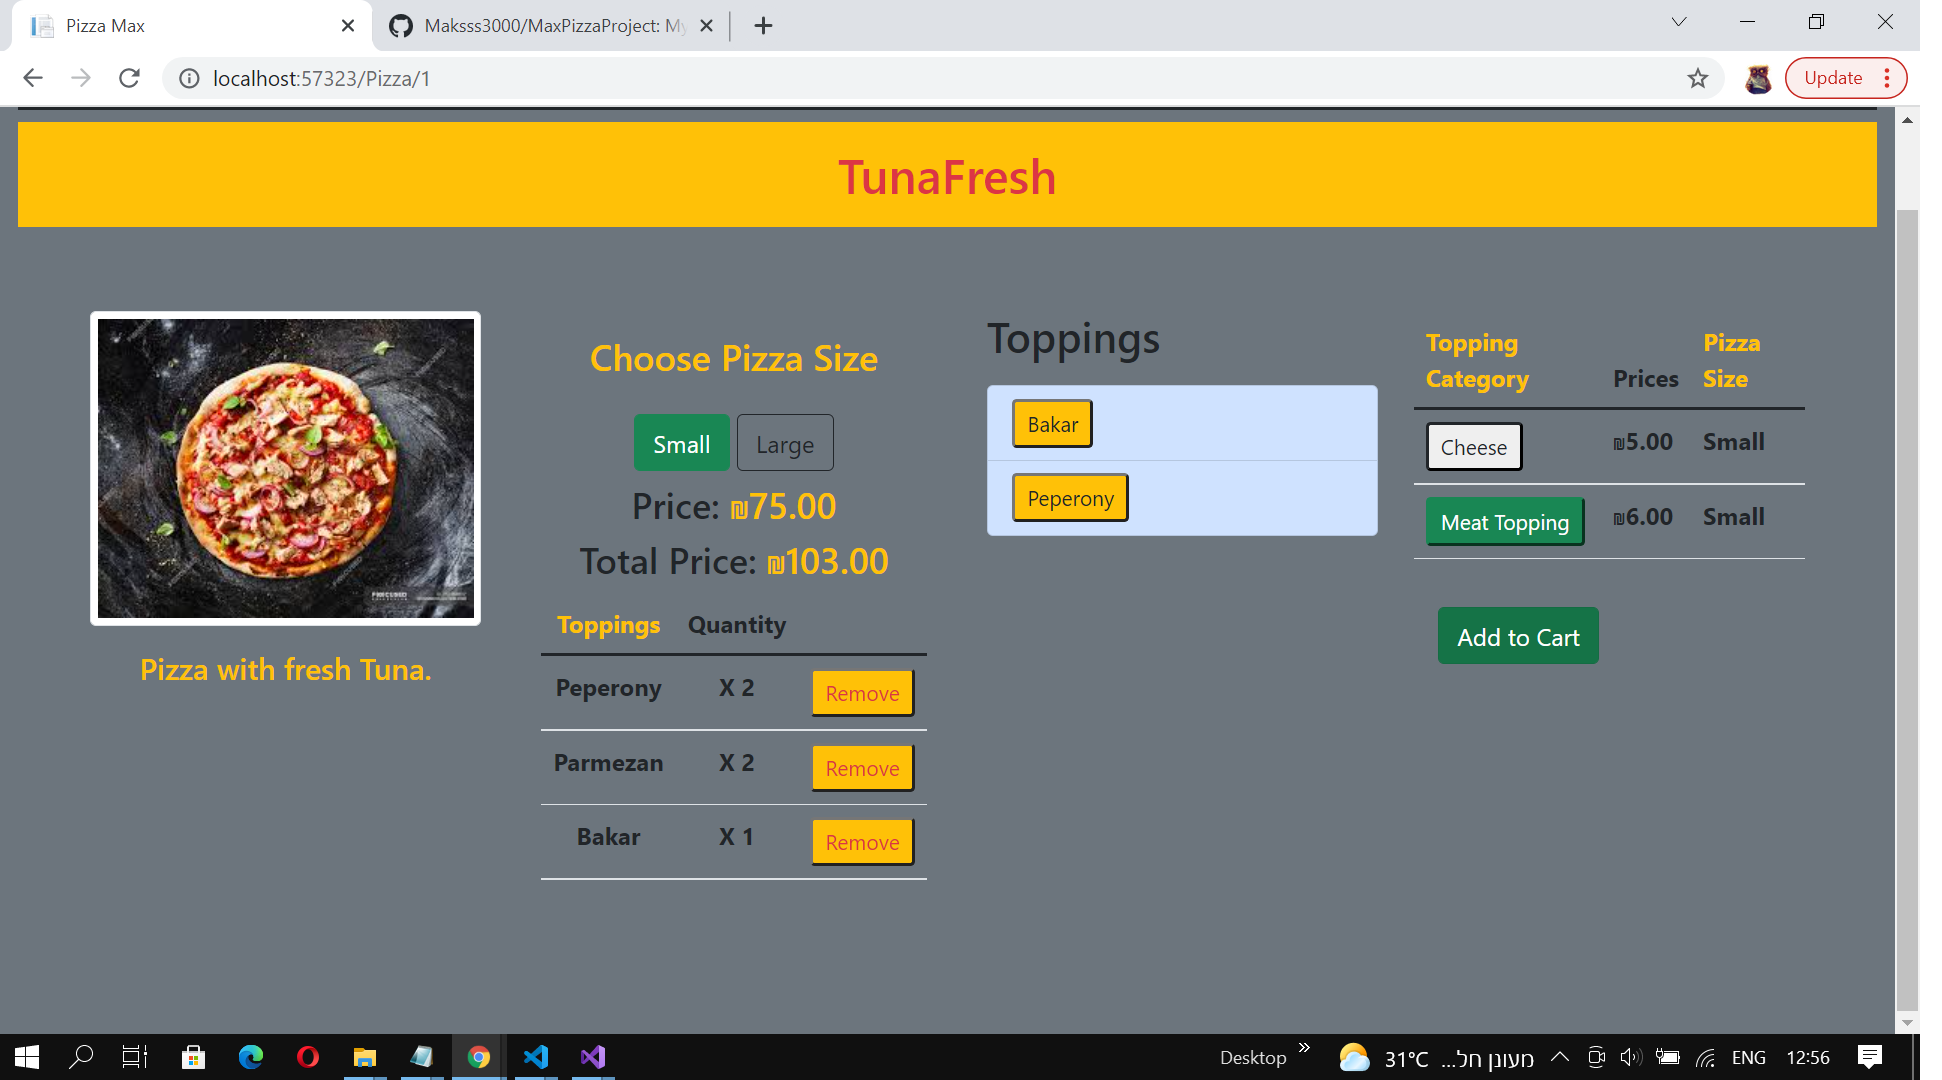 Pizza Max
Maksss3000/MaxPizzaProject: My
localhost:57323/Pizza/1
Update
TunaFresh
Pizza with fresh Tuna.
Choose Pizza Size
Small Large
Price: ₪75.00
Total Price: ₪103.00
Toppings Quantity
Peperony X 2 Remove
Parmezan X 2 Remove
Bakar X 1 Remove
Toppings
Bakar
Peperony
Topping Category Prices Pizza Size
Cheese ₪5.00 Small
Meat Topping ₪6.00 Small
Add to Cart
Desktop 31°C מעונן חל... ENG 12:56